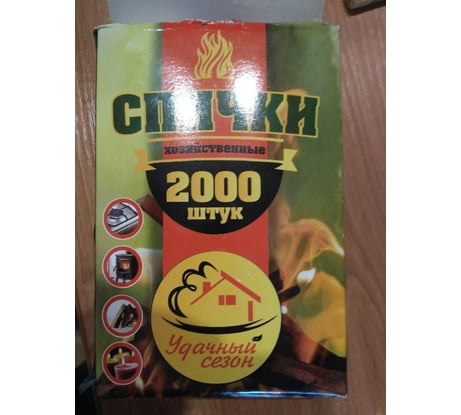 СПИЧКИ
хозяйственные
2000
ШТУК
Удачный
сезон